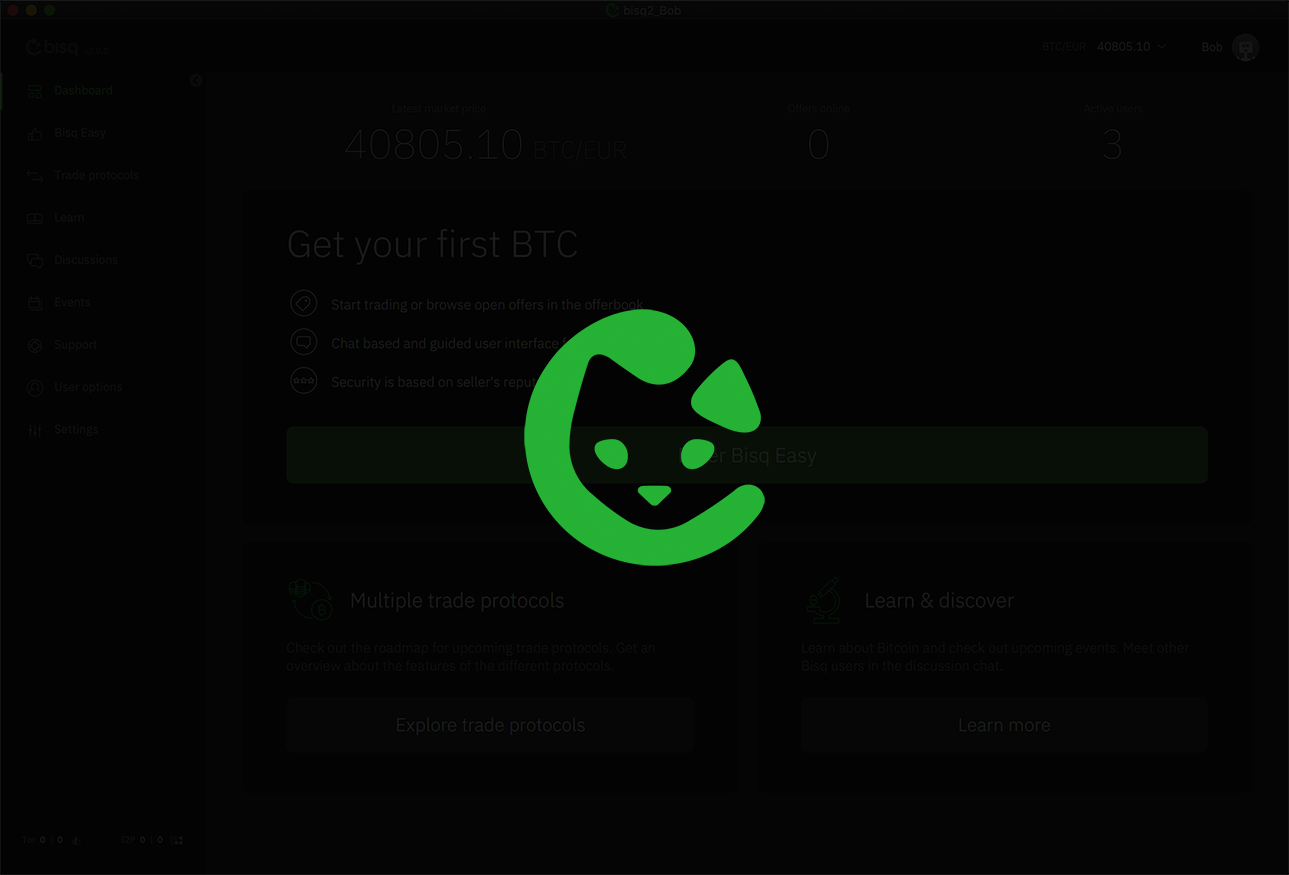 bisq2_Bob
bisq
BTC/EUR 40805.10
Bob
Dashboard
Bisq Easy
Trade protocols
Learn
Discussions
Events
Support
User options
Settings
Latest market price
40805.10 BTC/EUR
Offers online
0
Active users
3
Get your first BTC
Start trading or browse open offers in the offerbook
Chat based and guided user interface
Security is based on seller's repu
er Bisq Easy
Multiple trade protocols
Check out the roadmap for upcoming trade protocols. Get an
overview about the features of the different protocols.
Explore trade protocols
Learn & discover
Learn about Bitcoin and check out upcoming events. Meet other
Bisq users in the discussion chat.
Learn more
Tor 0 | 0
I2P 0 | 0